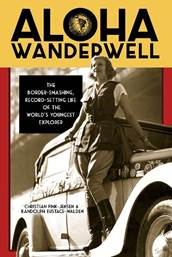 ALOHA
WANDERWELL
THE
BORDER-SMASHING,
RECORD-SETTING LIFE
OF THE
WORLD'S YOUNGEST
EXPLORER
CHRISTIAN FINK-JENSEN &
RANDOLPH EUSTACE-WALDEN